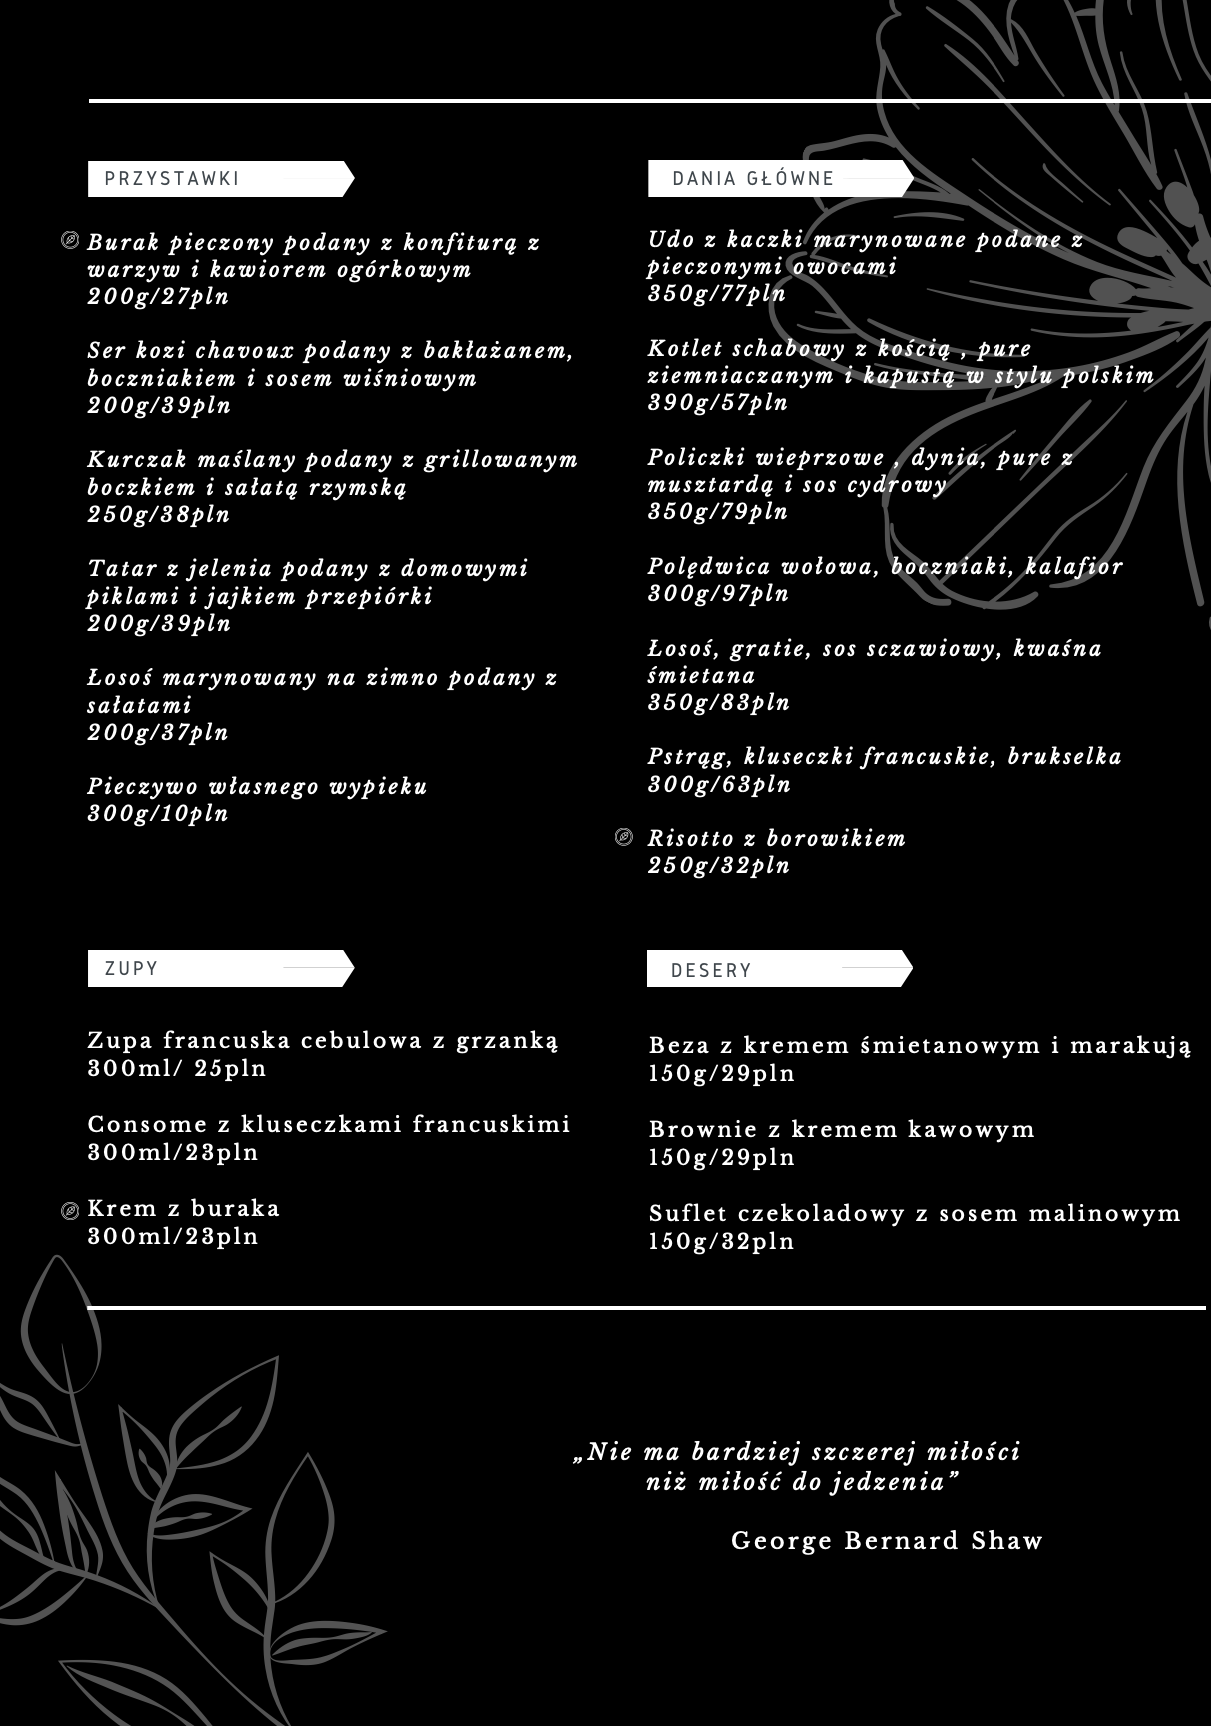 PRZYSTAWKI
Burak pieczony podany z konfiturą z
warzyw i kawiorem ogórkowym
200g/27pln
Ser kozi chavoux podany z bakłażanem,
boczniakiem i sosem wiśniowym
200g/39pln
Kurczak maślany podany z grillowanym
boczkiem i sałatą rzymską
250g/38pln
Tatar z jelenia podany z domowymi
piklami i jajkiem przepiórki
200g/39pln
Łosoś marynowany na zimno podany z
sałatami
200g/37pln
Pieczywo własnego wypieku
300g/10pln
DANIA GŁÓWNE
Udo z kaczki marynowane podane z
pieczonymi owocami
350g/77pln
Kotlet schabowy z kością , pure
ziemniaczanym i kapustą w stylu polskim
390g/57pln
Policzki wieprzowe , dynia, pure z
musztardą i sos cydrowy
350g/79pln
Polędwica wołowa, boczniaki, kalafior
300g/97pln
Łosoś, gratie, sos sczawiowy, kwaśna
śmietana
350g/83pln
Pstrąg, kluseczki francuskie, brukselka
300g/63pln
Risotto z borowikiem
250g/32pln
ZUPY
Zupa francuska cebulowa z grzanką
300ml/ 25pln
Consome z kluseczkami francuskimi
300ml/23pln
Krem z buraka
300ml/23pln
DESERY
Beza z kremem śmietanowym i marakują
150g/29pln
Brownie z kremem kawowym
150g/29pln
Suflet czekoladowy z sosem malinowym
150g/32pln
„Nie ma bardziej szczerej miłości
niż miłość do jedzenia”
George Bernard Shaw